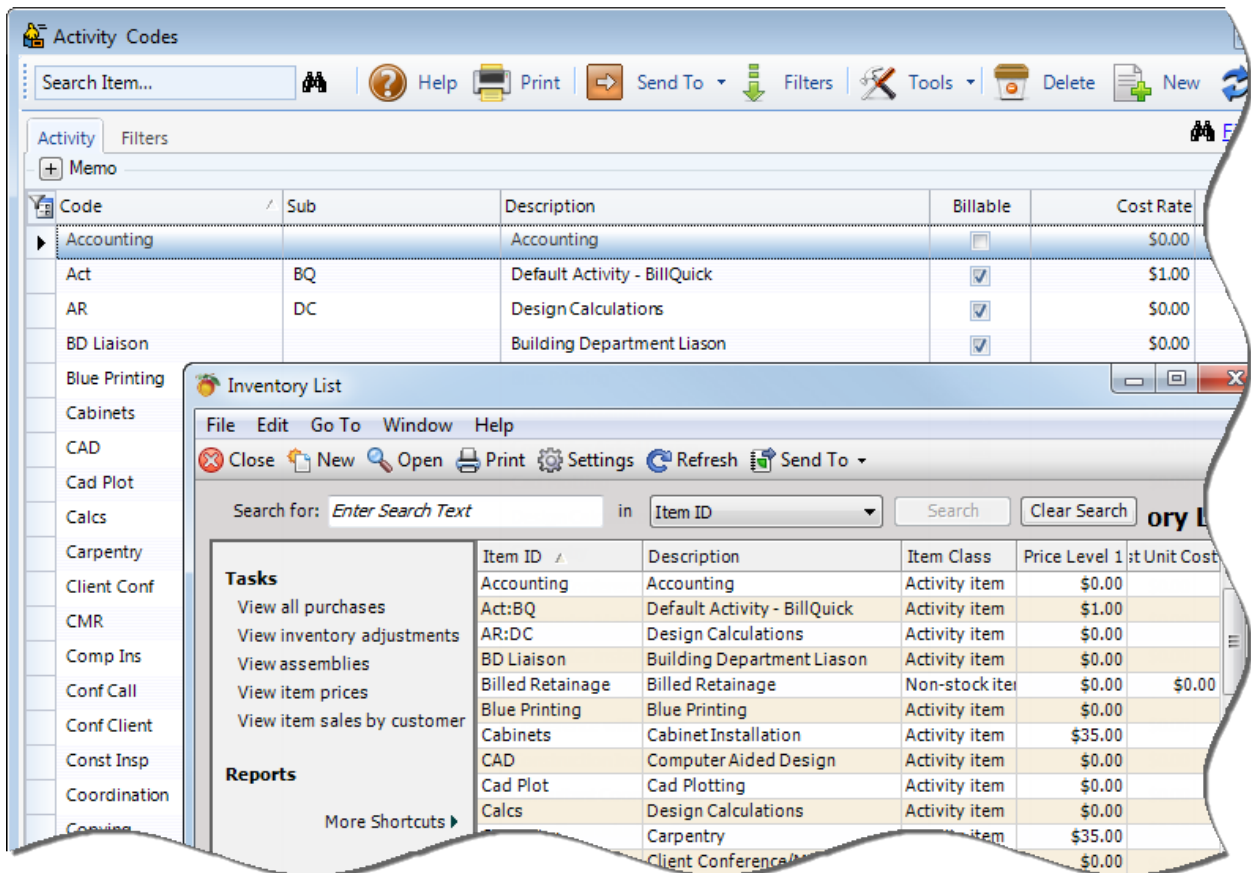 Activity Codes
Search Item... Help Print Send To Filters Tools Delete New
Activity Filters
Memo
Code Sub Description Billable Cost Rate
Accounting Accounting $0.00
Act BQ Default Activity - BillQuick $1.00
AR DC Design Calculations $0.00
BD Liaison Building Department Liason $0.00
Blue Printing
Cabinets
CAD
Cad Plot
Calcs
Carpentry
Client Conf
CMR
Comp Ins
Conf Call
Conf Client
Const Insp
Coordination
Copying
Inventory List
File Edit Go To Window Help
Close New Open Print Settings Refresh Send To
Search for: Enter Search Text in Item ID Search Clear Search
Tasks
View all purchases
View inventory adjustments
View assemblies
View item prices
View item sales by customer
Reports
More Shortcuts
Item ID Description Item Class Price Level 1 st Unit Cost
Accounting Accounting Activity item $0.00
Act:BQ Default Activity - BillQuick Activity item $1.00
AR:DC Design Calculations Activity item $0.00
BD Liaison Building Department Liason Activity item $0.00
Billed Retainage Billed Retainage Non-stock iter $0.00 $0.00
Blue Printing Blue Printing Activity item $0.00
Cabinets Cabinet Installation Activity item $35.00
CAD Computer Aided Design Activity item $0.00
Cad Plot Cad Plotting Activity item $0.00
Calcs Design Calculations Activity item $0.00
Carpentry item $35.00
Client $0.00